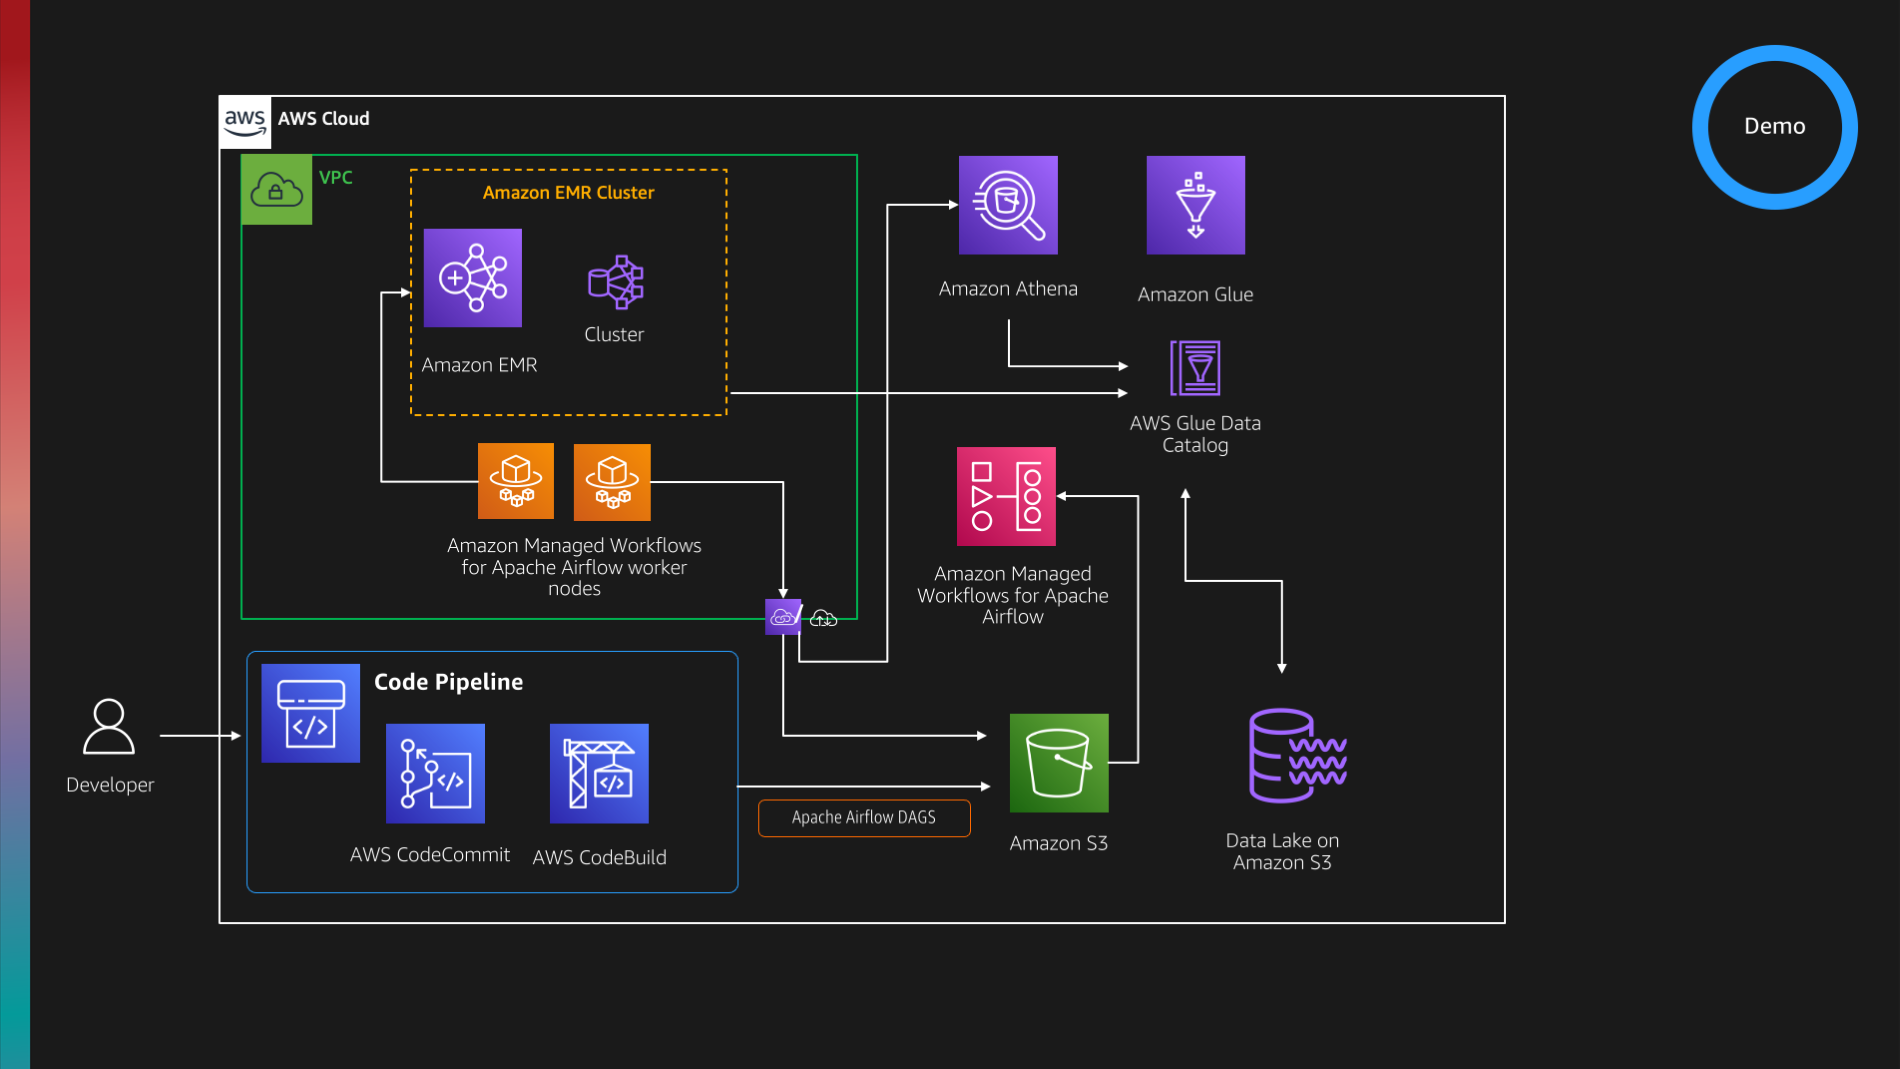 Demo
aws
AWS Cloud
VPC
Amazon EMR Cluster
Amazon EMR
Cluster
Amazon Athena
Amazon Glue
AWS Glue Data
Catalog
Amazon Managed Workflows
for Apache Airflow worker
nodes
Amazon Managed
Workflows for Apache
Airflow
Developer
Code Pipeline
AWS CodeCommit
AWS CodeBuild
Apache Airflow DAGS
Amazon S3
Data Lake on
Amazon S3